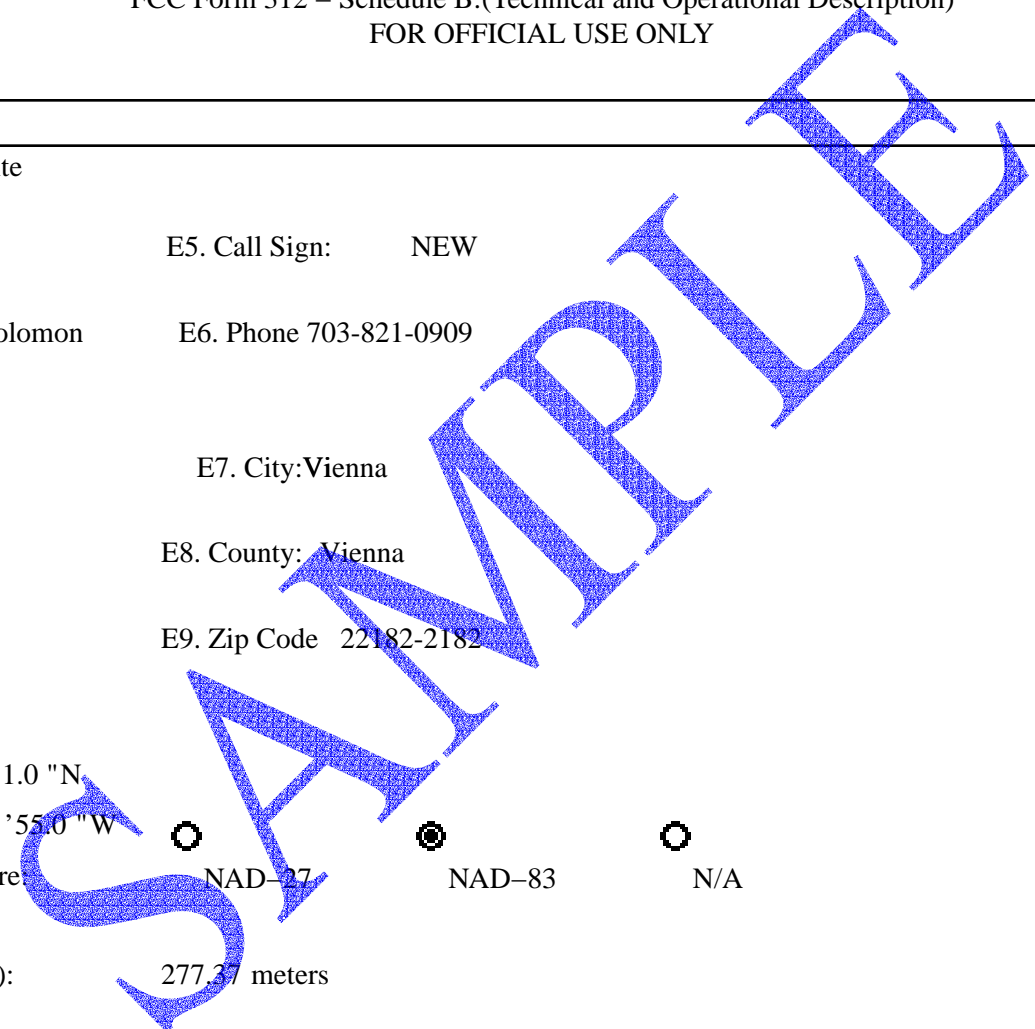 FCC Form 312 − Schedule B:(Technical and Operational Description)
FOR OFFICIAL USE ONLY
E5. Call Sign: NEW
E6. Phone 703-821-0909
E7. City:Vienna
E8. County: Vienna
E9. Zip Code 22182-2182
1.0 "N
’55.0 "W
NAD−27 NAD−83 N/A
): 277.37 meters
SAMPLE